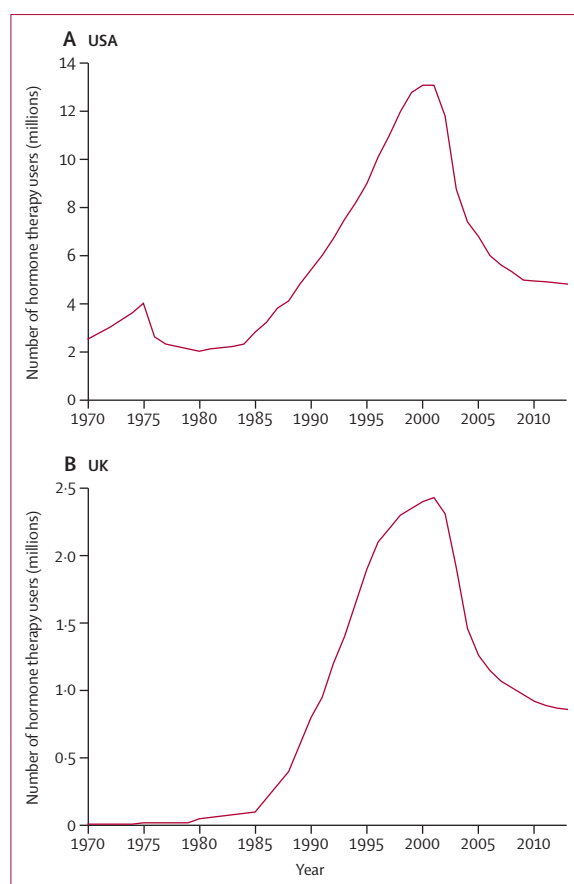 A USA
Number of hormone therapy users (millions)
14
12
10
8
6
4
2
0
1970 1975 1980 1985 1990 1995 2000 2005 2010
B UK
Number of hormone therapy users (millions)
2·5
2·0
1·5
1·0
0·5
0
1970 1975 1980 1985 1990 1995 2000 2005 2010
Year